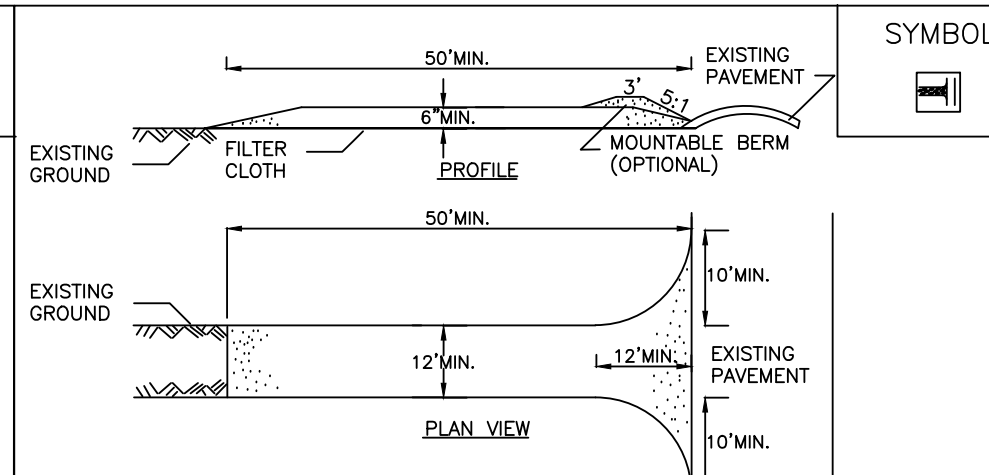 SYMBOL
50'MIN.
EXISTING
PAVEMENT
3'
5:1
6"MIN.
EXISTING
GROUND
FILTER
CLOTH
PROFILE
MOUNTABLE BERM
(OPTIONAL)
50'MIN.
10'MIN.
EXISTING
GROUND
12'MIN.
12'MIN.
EXISTING
PAVEMENT
PLAN VIEW
10'MIN.